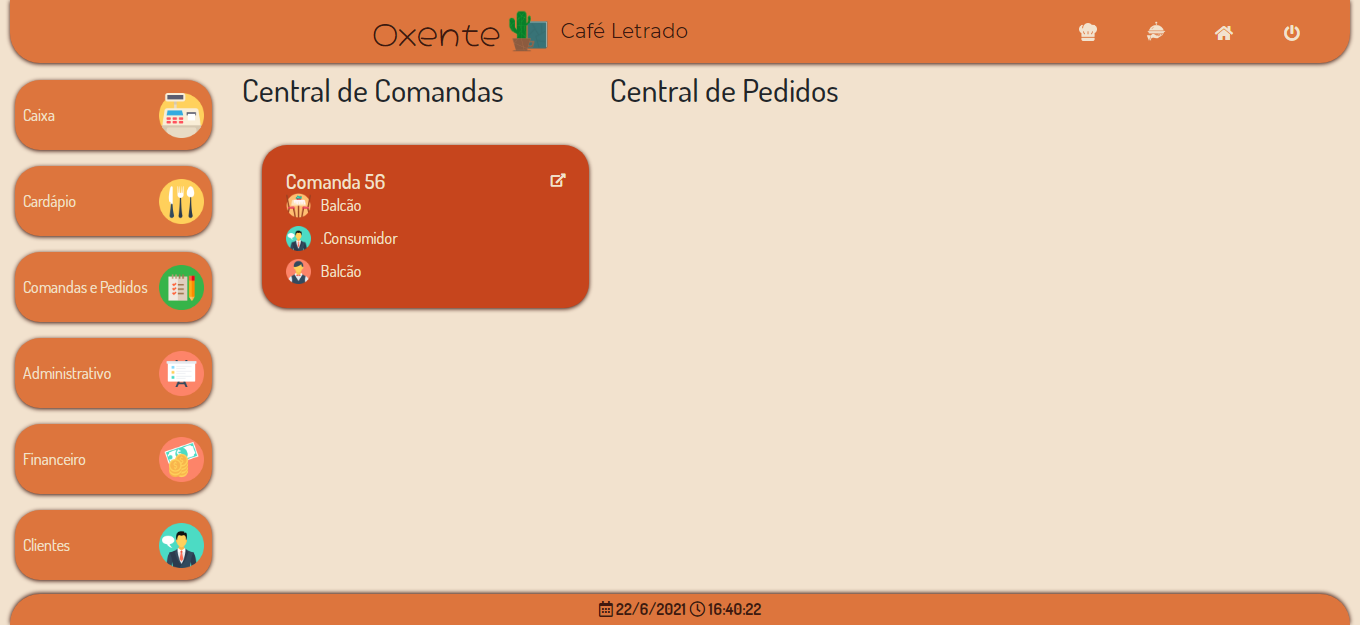 Oxente Café Letrado
Caixa
Cardápio
Comandas e Pedidos
Administrativo
Financeiro
Clientes
Central de Comandas
Comanda 56
Balcão
.Consumidor
Balcão
Central de Pedidos
22/6/2021 16:40:22